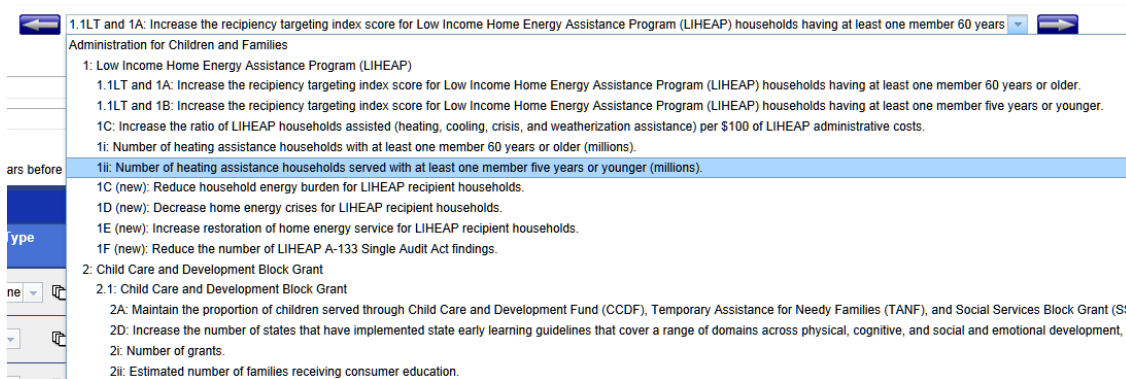 1.1LT and 1A: Increase the recipiency targeting index score for Low Income Home Energy Assistance Program (LIHEAP) households having at least one member 60 years
Administration for Children and Families
1: Low Income Home Energy Assistance Program (LIHEAP)
1.1LT and 1A: Increase the recipiency targeting index score for Low Income Home Energy Assistance Program (LIHEAP) households having at least one member 60 years or older.
1.1LT and 1B: Increase the recipiency targeting index score for Low Income Home Energy Assistance Program (LIHEAP) households having at least one member five years or younger.
1C: Increase the ratio of LIHEAP households assisted (heating, cooling, crisis, and weatherization assistance) per $100 of LIHEAP administrative costs.
1i: Number of heating assistance households with at least one member 60 years or older (millions).
ars before
1ii: Number of heating assistance households served with at least one member five years or younger (millions).
1C (new): Reduce household energy burden for LIHEAP recipient households.
1D (new): Decrease home energy crises for LIHEAP recipient households.
1E (new): Increase restoration of home energy service for LIHEAP recipient households.
Type
1F (new): Reduce the number of LIHEAP A-133 Single Audit Act findings.
2: Child Care and Development Block Grant
ne
2.1: Child Care and Development Block Grant
2A: Maintain the proportion of children served through Child Care and Development Fund (CCDF), Temporary Assistance for Needy Families (TANF), and Social Services Block Grant (SS
2D: Increase the number of states that have implemented state early learning guidelines that cover a range of domains across physical, cognitive, and social and emotional development,
2i: Number of grants.
2ii: Estimated number of families receiving consumer education.